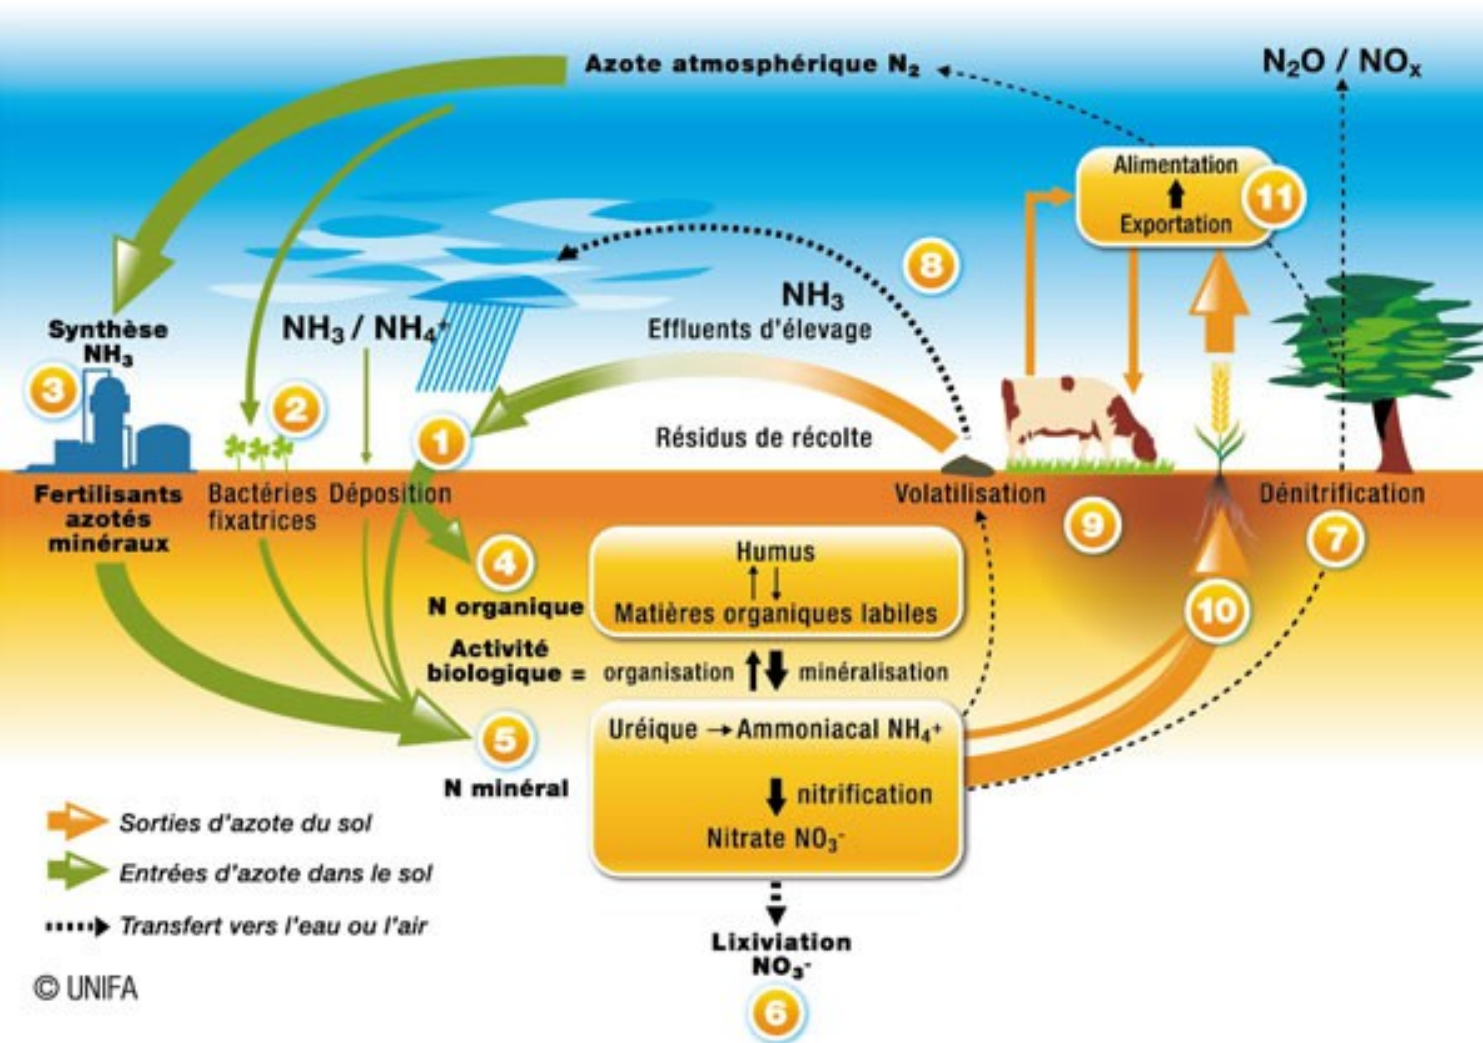 Azote atmosphérique N₂
N₂O / NOₓ
Alimentation
11
Exportation
8
NH₃
Effluents d'élevage
Synthèse
NH₃
NH₃ / NH₄⁺
3
2
1
Résidus de récolte
Fertilisants
azotés
minéraux
Bactéries
fixatrices
Déposition
Volatilisation
9
Dénitrification
7
4
N organique
Humus
Matières organiques labiles
10
Activité
biologique =
organisation
minéralisation
5
N minéral
Uréique → Ammoniacal NH₄⁺
nitrification
Nitrate NO₃⁻
Sorties d'azote du sol
Entrées d'azote dans le sol
Transfert vers l'eau ou l'air
Lixiviation
NO₃⁻
6
© UNIFA